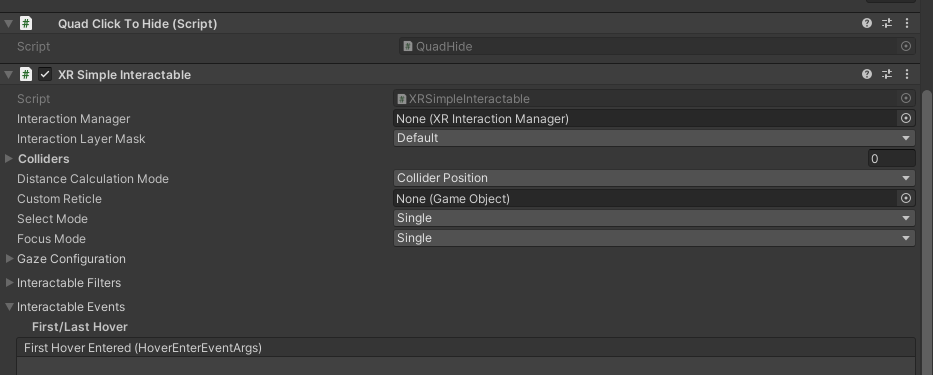 Quad Click To Hide (Script)
Script QuadHide
XR Simple Interactable
Script XRSimpleInteractable
Interaction Manager None (XR Interaction Manager)
Interaction Layer Mask Default
Colliders 0
Distance Calculation Mode Collider Position
Custom Reticle None (Game Object)
Select Mode Single
Focus Mode Single
Gaze Configuration
Interactable Filters
Interactable Events
First/Last Hover
First Hover Entered (HoverEnterEventArgs)